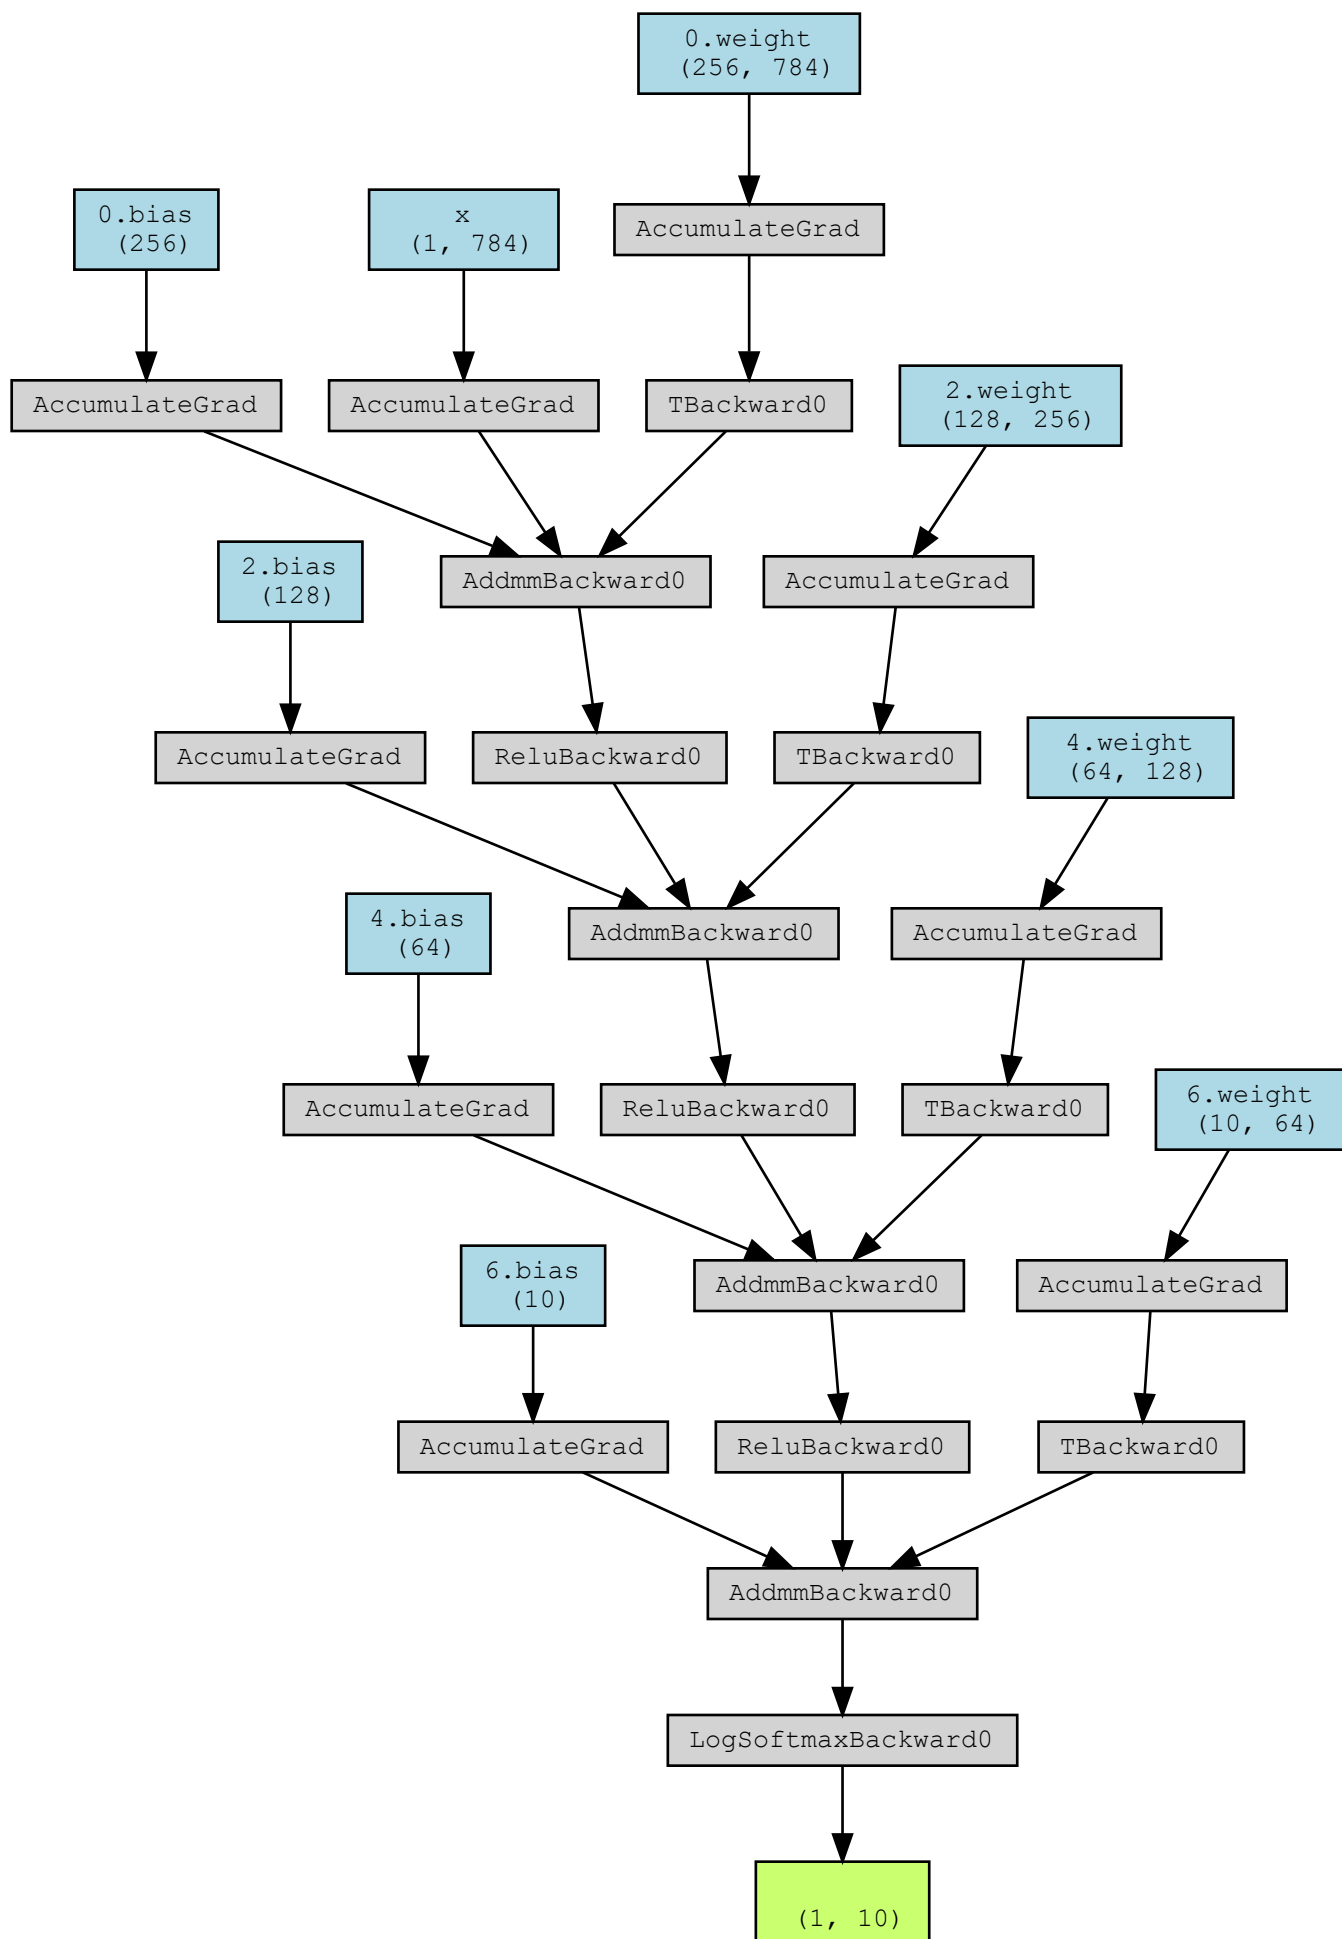 0.weight
(256, 784)
0.bias
(256)
x
(1, 784)
AccumulateGrad
AccumulateGrad
AccumulateGrad
TBackward0
2.weight
(128, 256)
2.bias
(128)
AddmmBackward0
AccumulateGrad
AccumulateGrad
ReluBackward0
TBackward0
4.weight
(64, 128)
4.bias
(64)
AddmmBackward0
AccumulateGrad
AccumulateGrad
ReluBackward0
TBackward0
6.weight
(10, 64)
6.bias
(10)
AddmmBackward0
AccumulateGrad
AccumulateGrad
ReluBackward0
TBackward0
AddmmBackward0
LogSoftmaxBackward0
(1, 10)